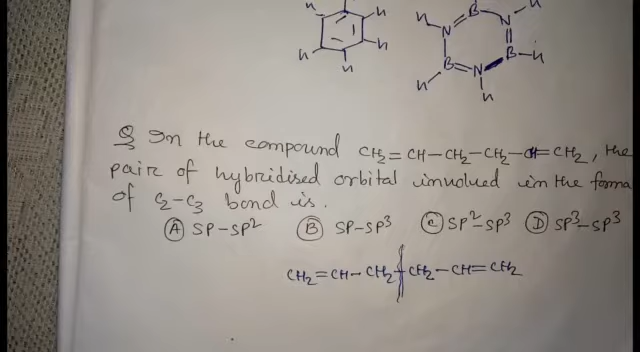 H H H H H
H B H
N N
B B
H N H
H
Q In the compound CH₂=CH-CH₂-CH₂-CH=CH₂, the
pair of hybridised orbital involved in the forma
of C₂-C₃ bond is.
(A) SP-SP² (B) SP-SP³ (C) SP²-SP³ (D) SP³-SP³
CH₂=CH-CH₂-CH₂-CH=CH₂